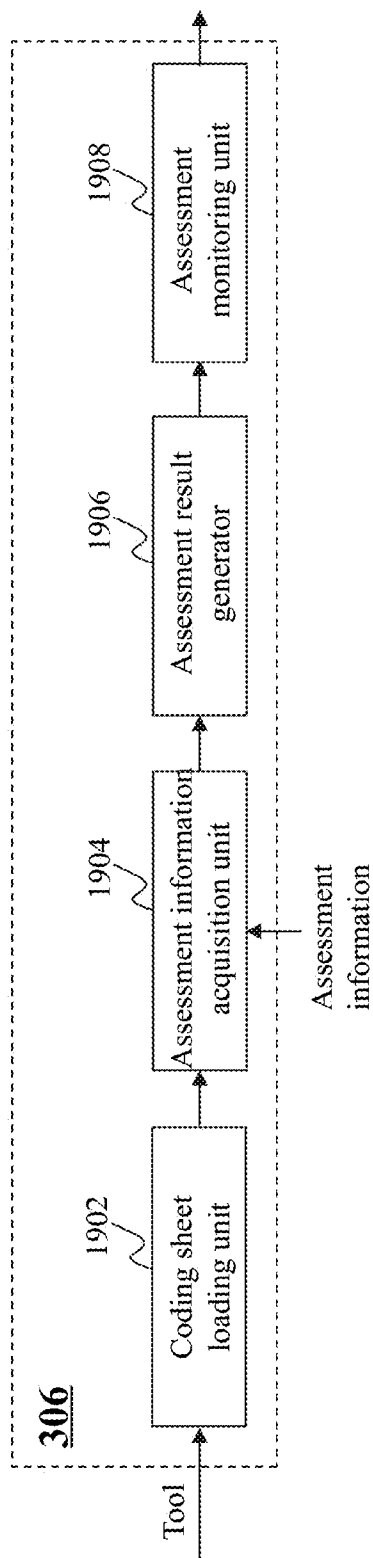 306
Tool
1902
Coding sheet
loading unit
1904
Assessment information
acquisition unit
Assessment
information
1906
Assessment result
generator
1908
Assessment
monitoring unit